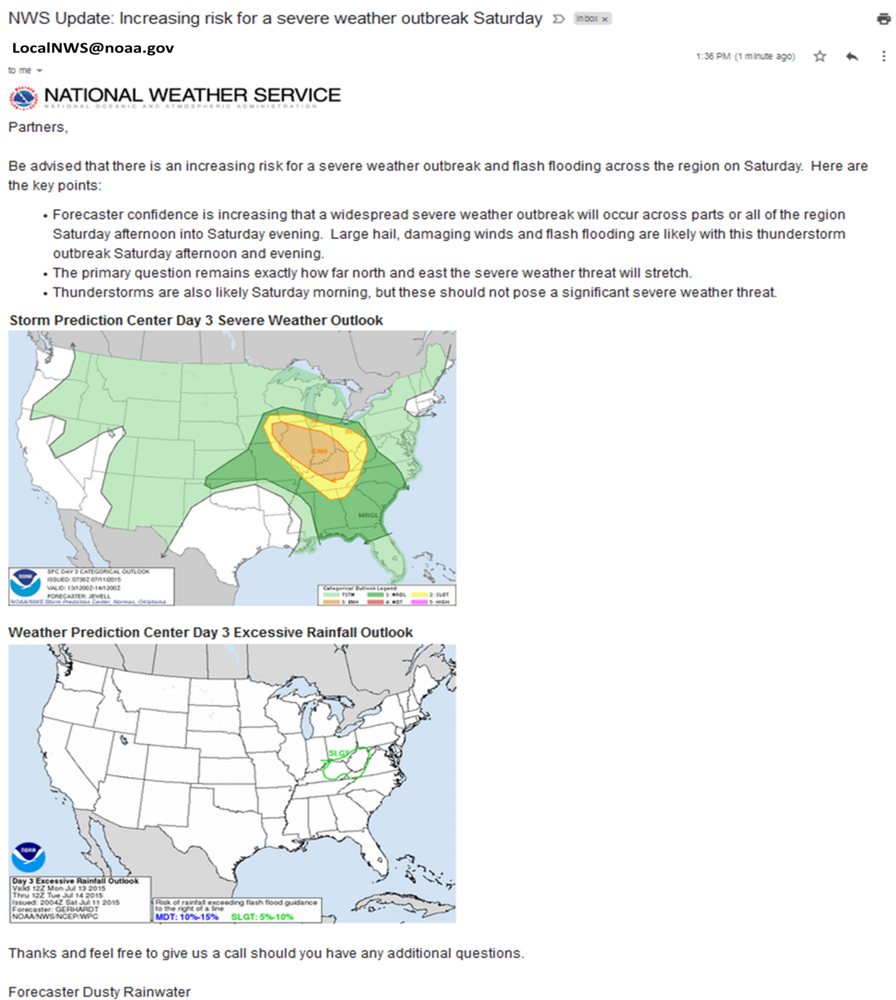 NWS Update: Increasing risk for a severe weather outbreak Saturday Inbox x
LocalNWS@noaa.gov
1:36 PM (1 minute ago)
to me
NATIONAL WEATHER SERVICE
NATIONAL OCEANIC AND ATMOSPHERIC ADMINISTRATION
Partners,
Be advised that there is an increasing risk for a severe weather outbreak and flash flooding across the region on Saturday.  Here are
the key points:
• Forecaster confidence is increasing that a widespread severe weather outbreak will occur across parts or all of the region
Saturday afternoon into Saturday evening.  Large hail, damaging winds and flash flooding are likely with this thunderstorm
outbreak Saturday afternoon and evening.
• The primary question remains exactly how far north and east the severe weather threat will stretch.
• Thunderstorms are also likely Saturday morning, but these should not pose a significant severe weather threat.
Storm Prediction Center Day 3 Severe Weather Outlook
SLGT
ENH
MRGL
NOAA
SPC DAY 3 CATEGORICAL OUTLOOK
ISSUED: 0738Z 07/11/2015
VALID: 13/1200Z-14/1200Z
FORECASTER: JEWELL
NOAA/NWS Storm Prediction Center, Norman, Oklahoma
Categorical Outlook Legend:
TSTM 1: MRGL 2: SLGT
3: ENH 4: MDT 5: HIGH
Weather Prediction Center Day 3 Excessive Rainfall Outlook
SLGT
NOAA
Day 3 Excessive Rainfall Outlook
Valid 12Z Mon Jul 13 2015
Thru 12Z Tue Jul 14 2015
Issued: 2004Z Sat Jul 11 2015
Forecaster: GERHARDT
NOAA/NWS/NCEP/WPC
Risk of rainfall exceeding flash flood guidance
to the right of a line
MDT: 10%-15% SLGT: 5%-10%
Thanks and feel free to give us a call should you have any additional questions.
Forecaster Dusty Rainwater